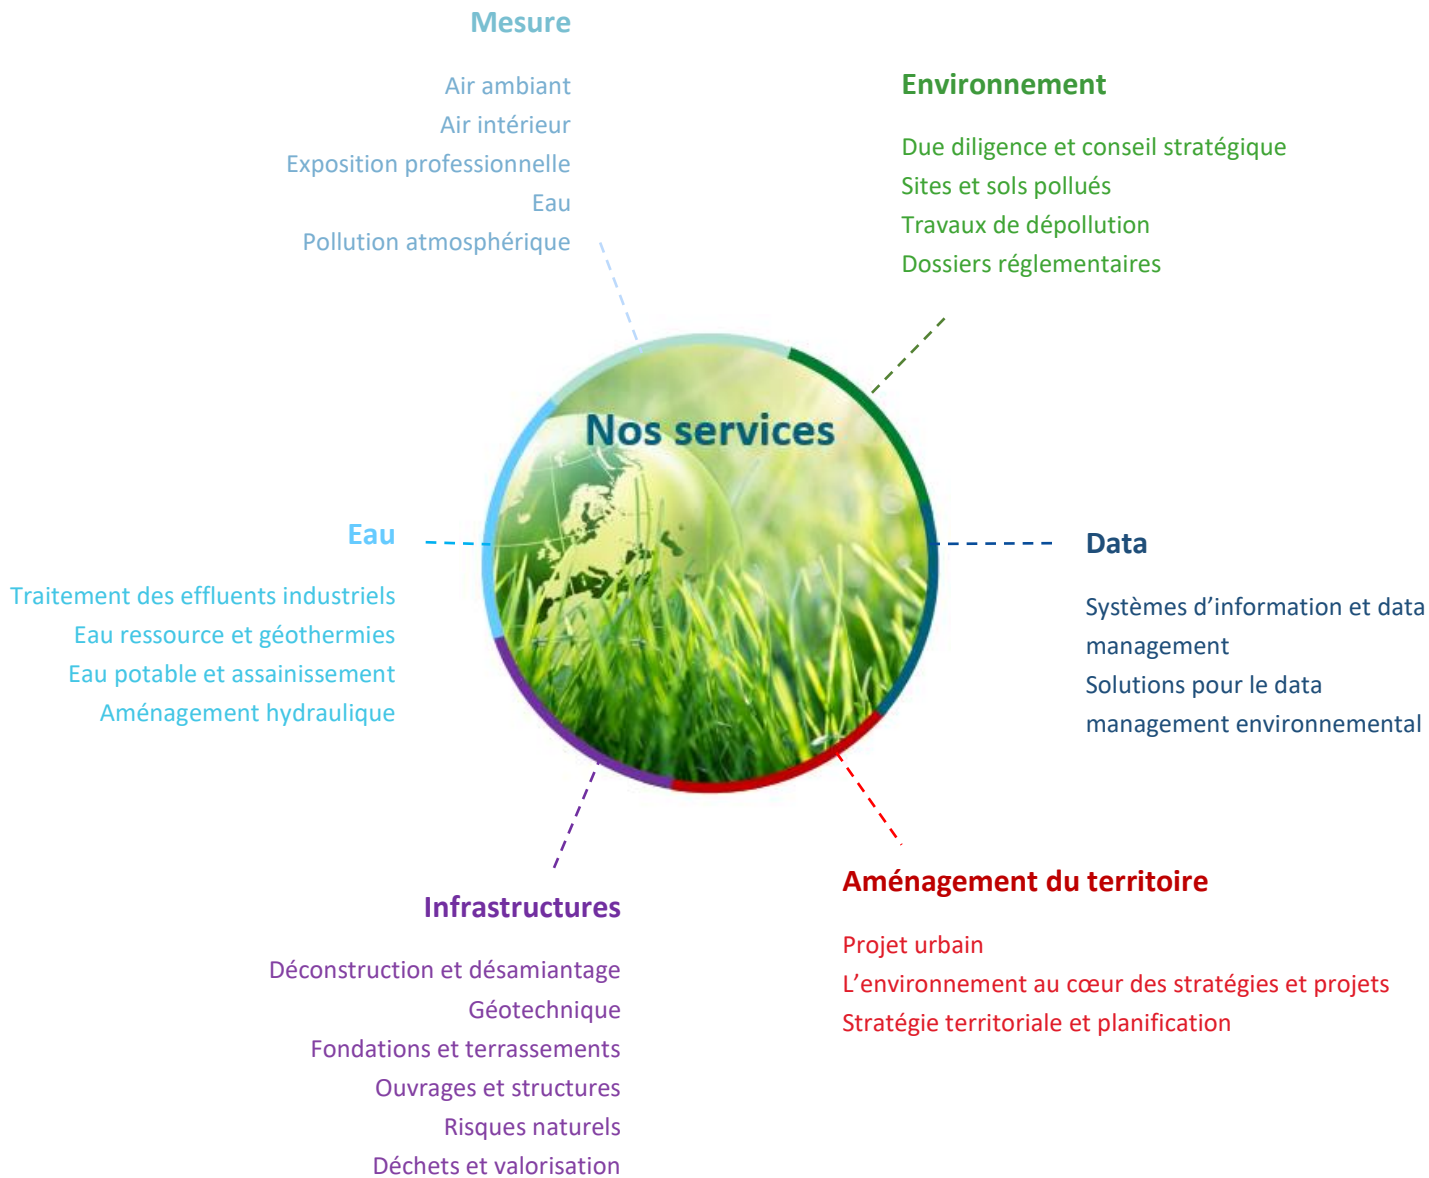 Mesure
Air ambiant
Air intérieur
Exposition professionnelle
Eau
Pollution atmosphérique
Environnement
Due diligence et conseil stratégique
Sites et sols pollués
Travaux de dépollution
Dossiers réglementaires
Nos services
Eau
Traitement des effluents industriels
Eau ressource et géothermies
Eau potable et assainissement
Aménagement hydraulique
Data
Systèmes d’information et data
management
Solutions pour le data
management environnemental
Infrastructures
Déconstruction et désamiantage
Géotechnique
Fondations et terrassements
Ouvrages et structures
Risques naturels
Déchets et valorisation
Aménagement du territoire
Projet urbain
L’environnement au cœur des stratégies et projets
Stratégie territoriale et planification